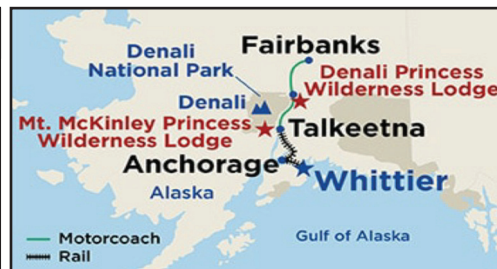 Fairbanks
Denali
National Park
Denali Princess
Wilderness Lodge
Denali
Mt. McKinley Princess
Wilderness Lodge
Talkeetna
Anchorage
Whittier
Alaska
Gulf of Alaska
Motorcoach
Rail